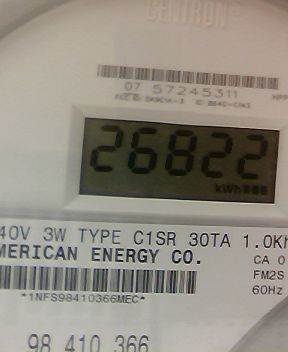 CENTRON®
07 57245311
26822
kWh
40V 3W TYPE C1SR 30TA 1.0Kh
MERICAN ENERGY CO.
CA 0
FM2S
60Hz
*1NFS98410366MEC*
98 410 366